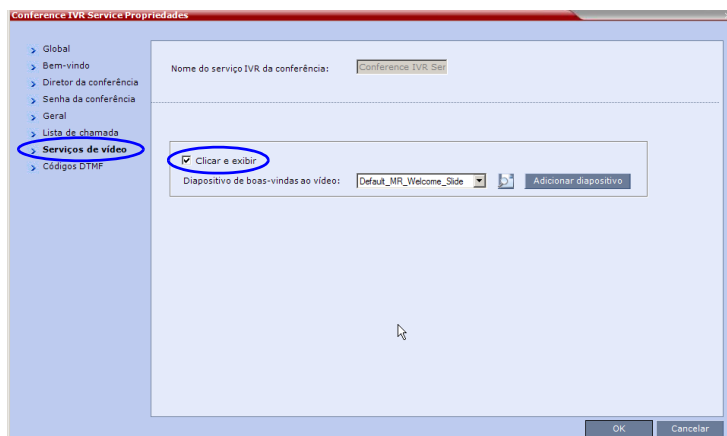 Conference IVR Service Propriedades
Global
Bem-vindo
Diretor da conferência
Senha da conferência
Geral
Lista de chamada
Serviços de vídeo
Códigos DTMF
Nome do serviço IVR da conferência: Conference IVR Ser
Clicar e exibir
Diapositivo de boas-vindas ao vídeo: Default_MR_Welcome_Slide Adicionar diapositivo
OK Cancelar